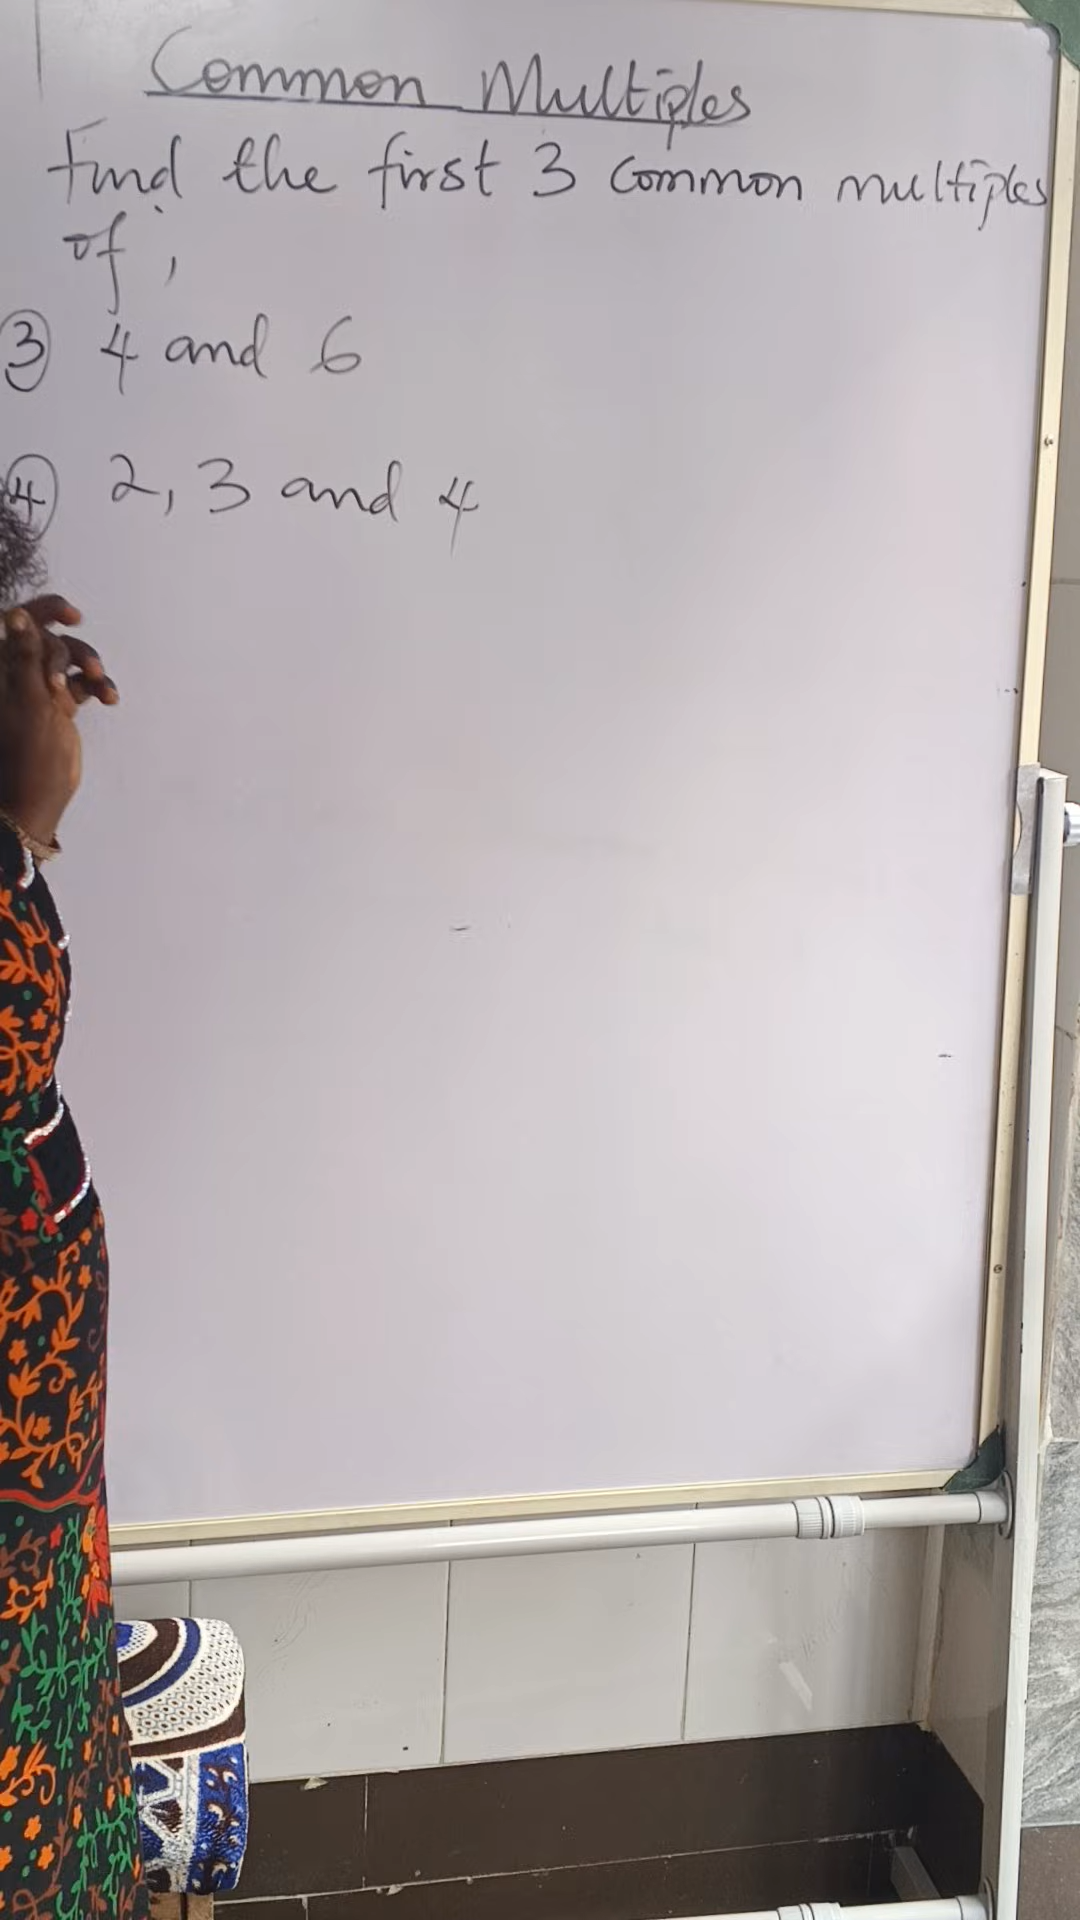 Common Multiples
Find the first 3 common multiples
of;
③ 4 and 6
④ 2, 3 and 4